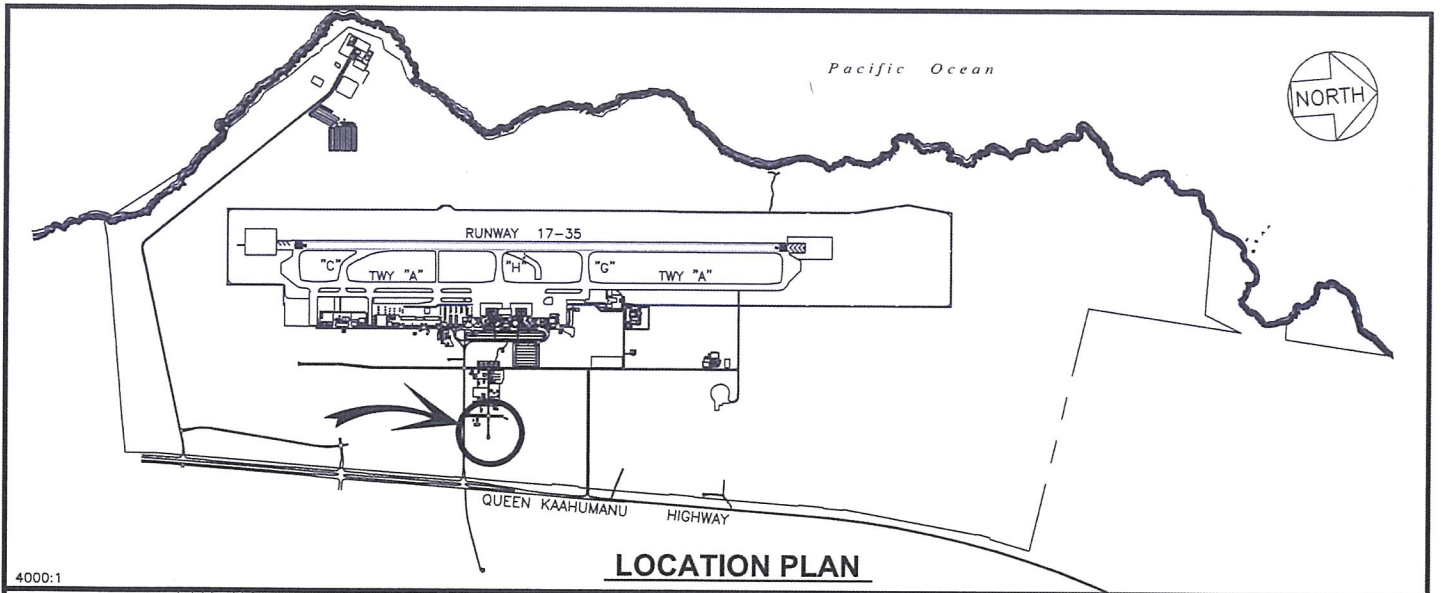 Pacific Ocean
NORTH
RUNWAY 17-35
"C"
TWY "A"
"H"
"G"
TWY "A"
QUEEN KAAHUMANU HIGHWAY
LOCATION PLAN
4000:1